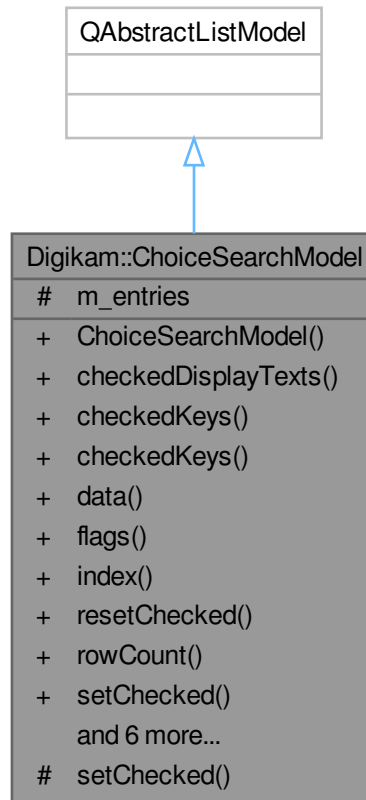 QAbstractListModel
Digikam::ChoiceSearchModel
# m_entries
+ ChoiceSearchModel()
+ checkedDisplayTexts()
+ checkedKeys()
+ checkedKeys()
+ data()
+ flags()
+ index()
+ resetChecked()
+ rowCount()
+ setChecked()
and 6 more...
# setChecked()